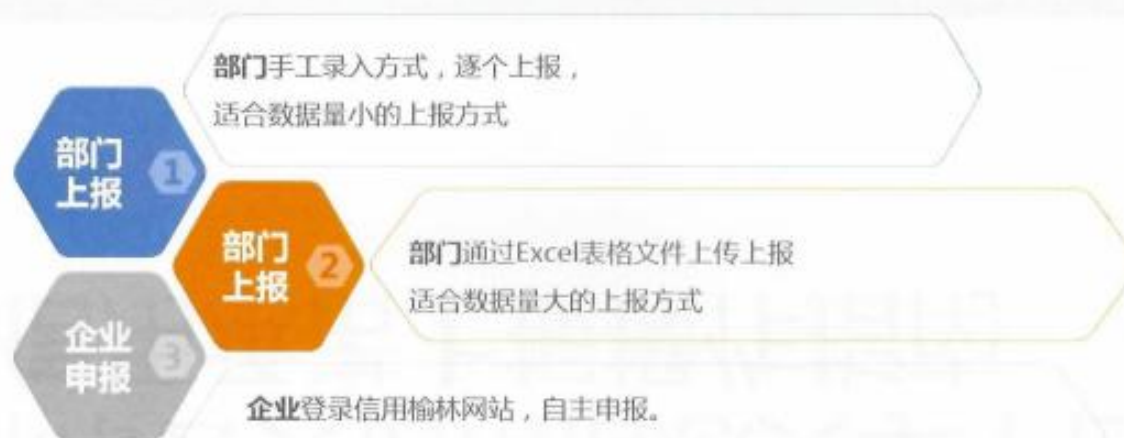 部门手工录入方式，逐个上报，
适合数据量小的上报方式
部门
上报
1
部门
上报
2
部门通过Excel表格文件上传上报
适合数据量大的上报方式
企业
申报
3
企业登录信用榆林网站，自主申报。